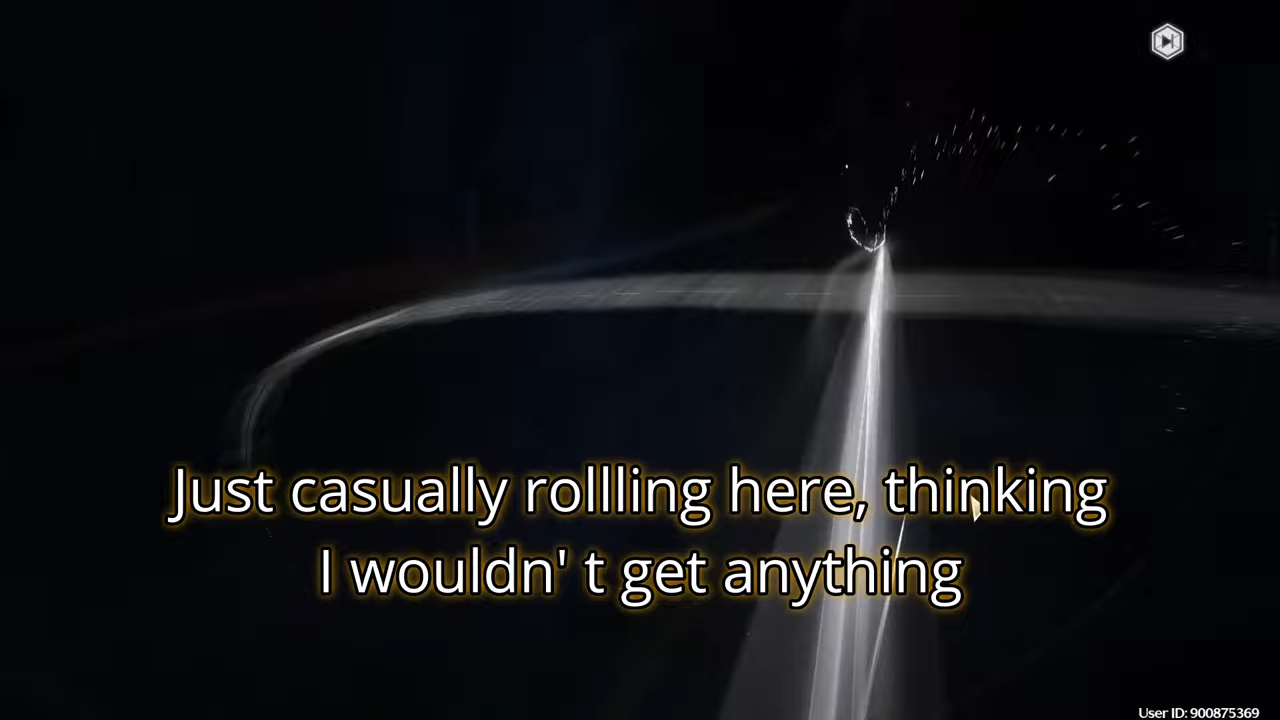 Just casually rollling here, thinking
I wouldn' t get anything
User ID: 900875369